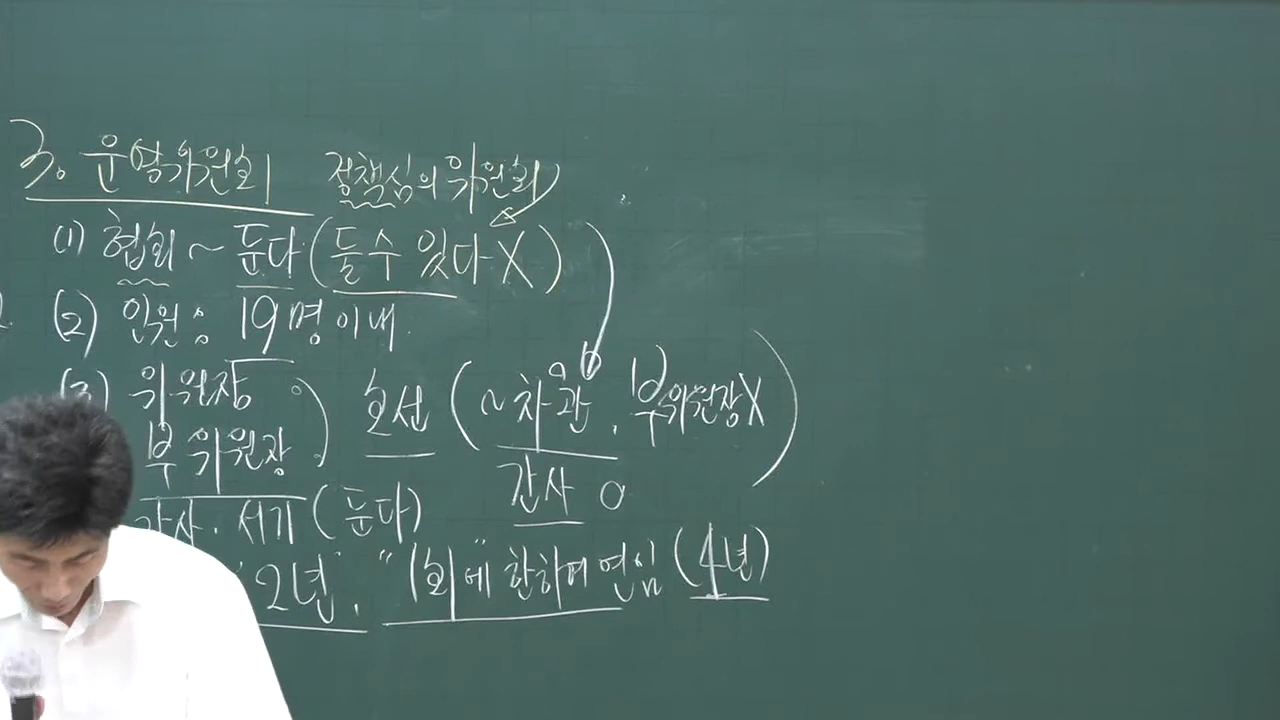 3. 운영위원회 정책심의위원회
(1) 협회 ~ 둔다 (둘 수 있다 X)
(2) 인원 : 19명 이내.
(3) 위원장
부위원장 ) 호선 ( ~ 차관, 부위원장X )
간사 O
간사. 서기 (둔다)
2년. "1회"에 한하여 연임 (4년)